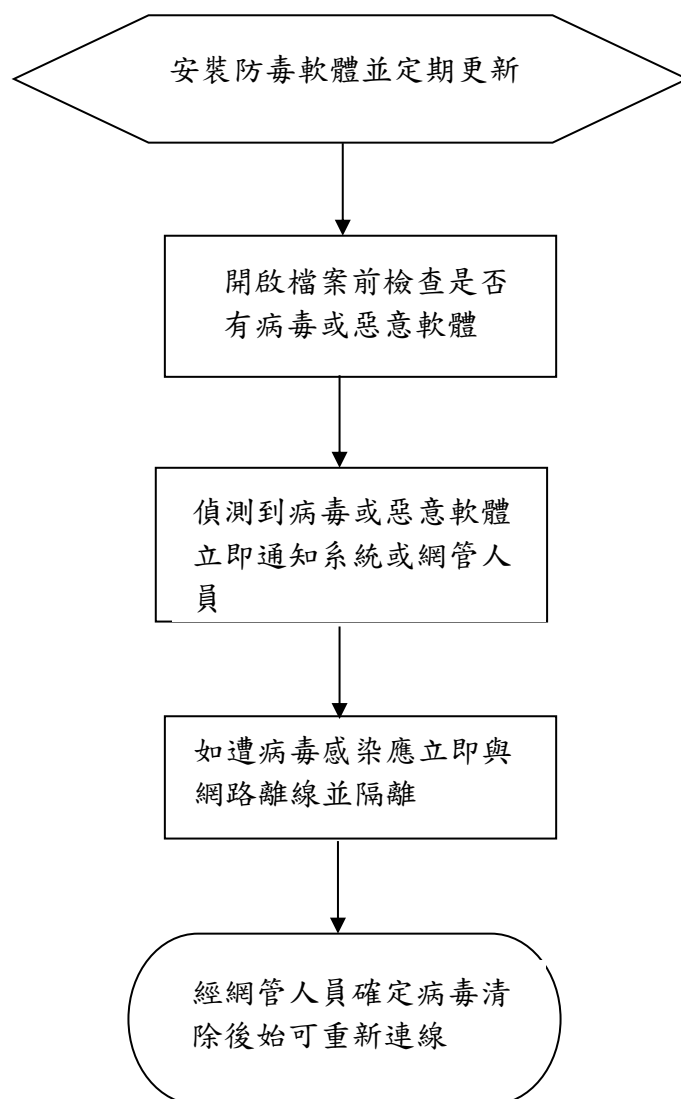 安裝防毒軟體並定期更新
開啟檔案前檢查是否
有病毒或惡意軟體
偵測到病毒或惡意軟體
立即通知系統或網管人
員
如遭病毒感染應立即與
網路離線並隔離
經網管人員確定病毒清
除後始可重新連線